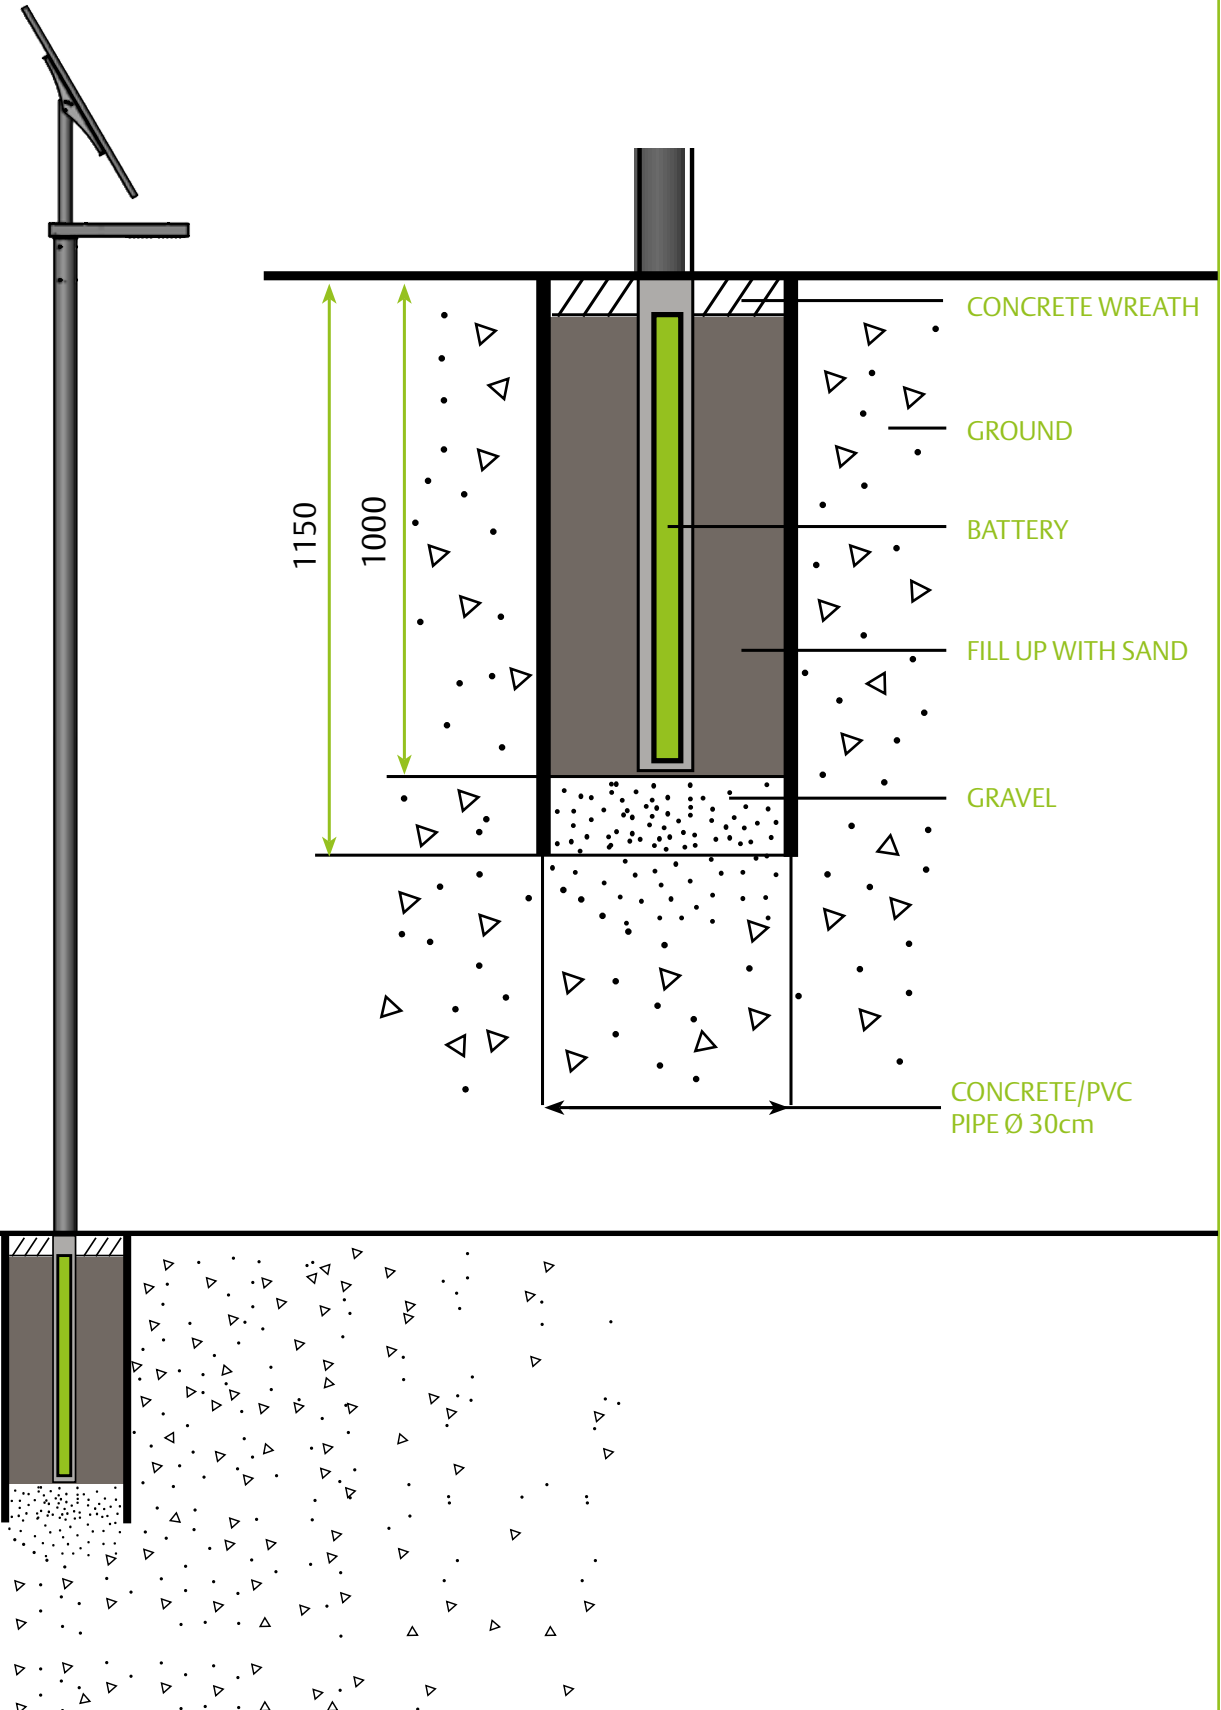 CONCRETE WREATH
GROUND
BATTERY
1150
1000
FILL UP WITH SAND
GRAVEL
CONCRETE/PVC
PIPE Ø 30cm